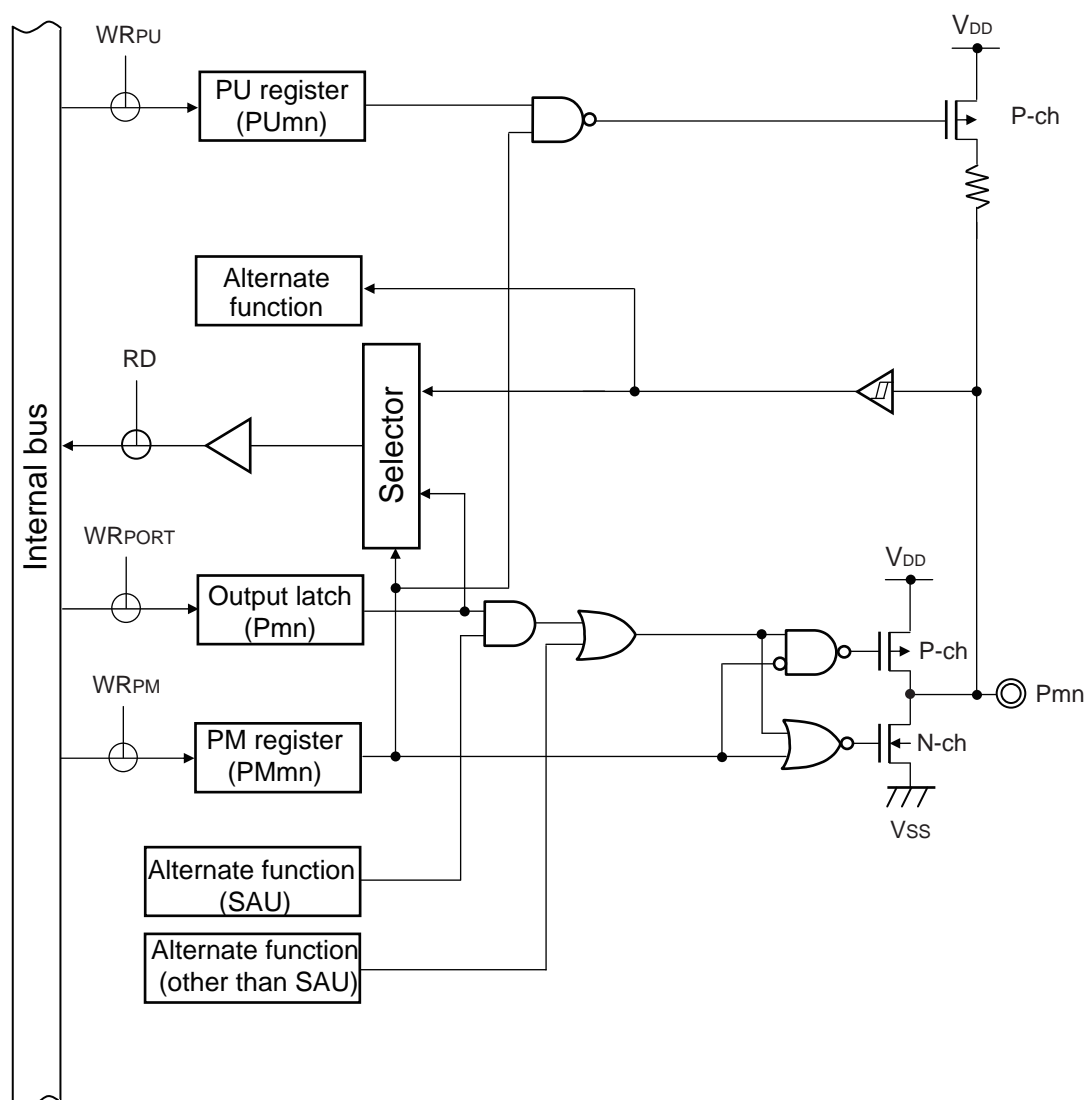 WRPU
VDD
PU register
(PUmn)
P-ch
Alternate
function
RD
Selector
Internal bus
WRPORT
VDD
Output latch
(Pmn)
P-ch
WRPM
Pmn
PM register
(PMmn)
N-ch
VSS
Alternate function
(SAU)
Alternate function
(other than SAU)